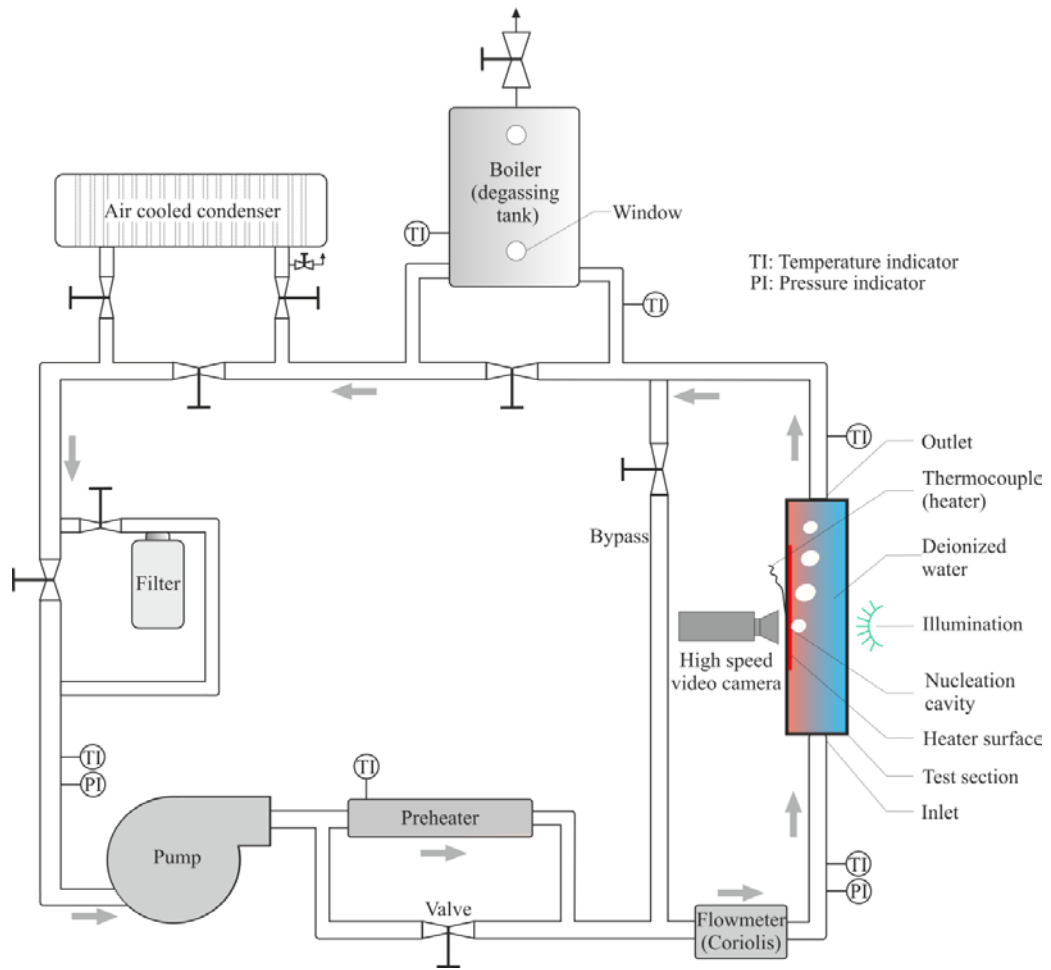 Boiler
(degassing
tank)
Window
Air cooled condenser
TI
TI
TI: Temperature indicator
PI: Pressure indicator
TI
Outlet
Thermocouple
(heater)
Bypass
Deionized
water
Filter
Illumination
High speed
video camera
Nucleation
cavity
Heater surface
Test section
Inlet
TI
PI
TI
Preheater
Pump
TI
PI
Valve
Flowmeter
(Coriolis)